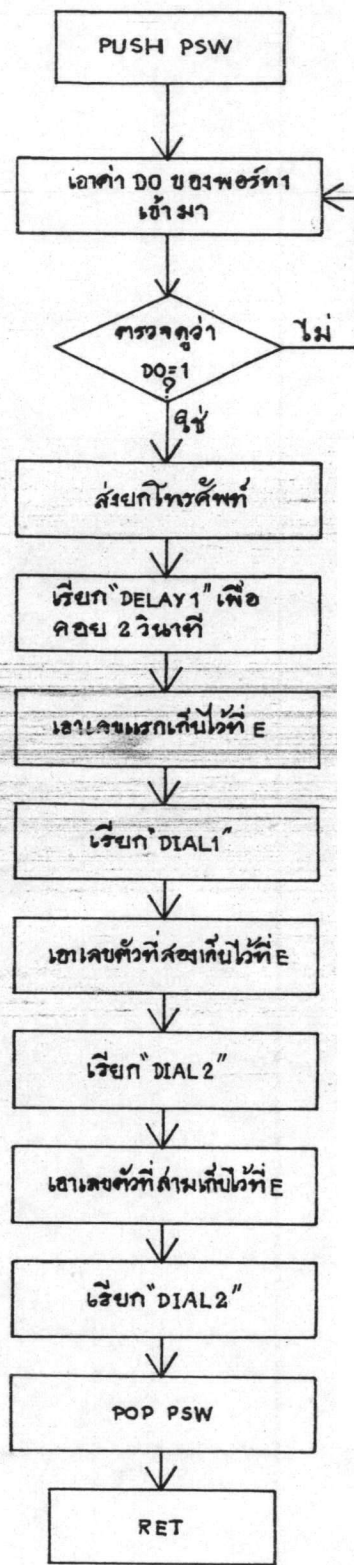 PUSH PSW
เอาค่า D0 ของพอร์ท1
เข้ามา
ตรวจดูว่า
D0=1
?
ไม่
ใช่
ส่งยกโทรศัพท์
เรียก"DELAY1" เพื่อ
คอย 2 วินาที
เอาเลขแรกเก็บไว้ที่ E
เรียก"DIAL1"
เอาเลขตัวที่สองเก็บไว้ที่ E
เรียก"DIAL2"
เอาเลขตัวที่สามเก็บไว้ที่ E
เรียก"DIAL2"
POP PSW
RET